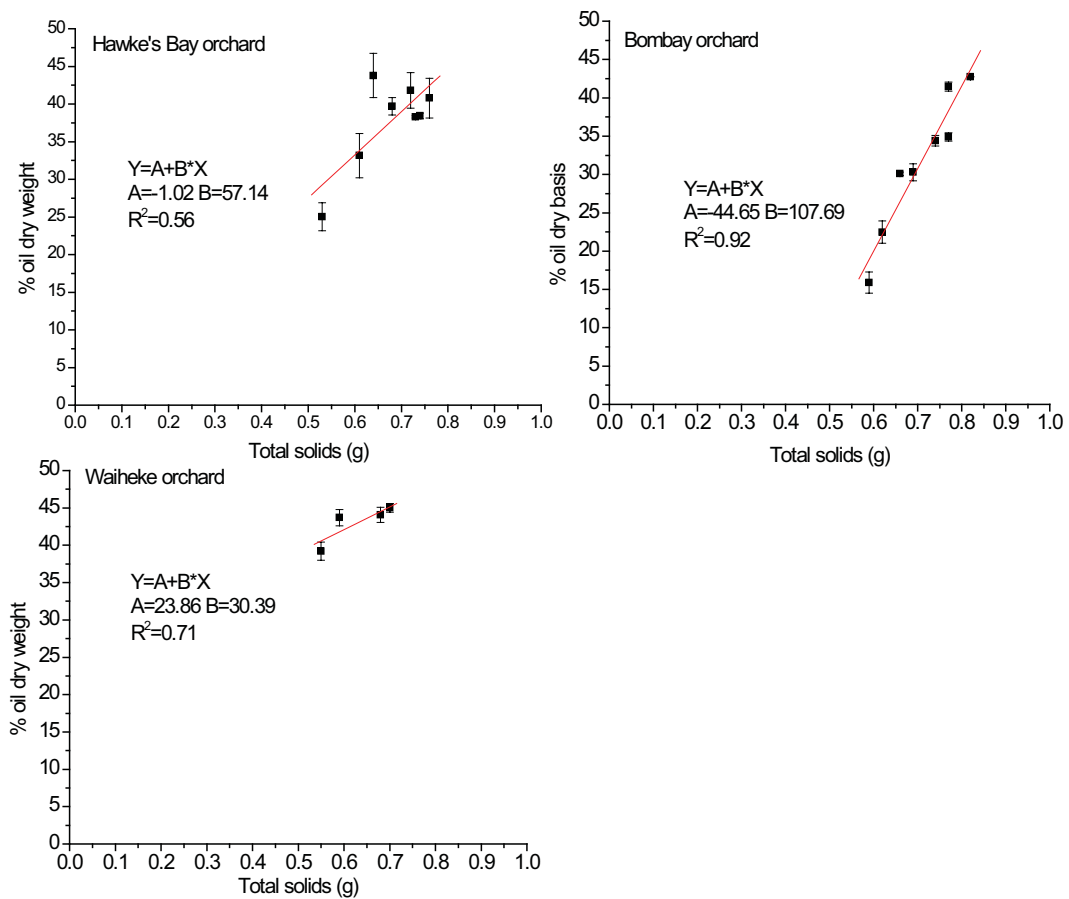 Hawke's Bay orchard
50
45
40
35
30
25
20
15
10
5
0
% oil dry weight
Y=A+B*X
A=-1.02 B=57.14
R²=0.56
0.0 0.1 0.2 0.3 0.4 0.5 0.6 0.7 0.8 0.9 1.0
Total solids (g)
Bombay orchard
50
45
40
35
30
25
20
15
10
5
0
% oil dry basis
Y=A+B*X
A=-44.65 B=107.69
R²=0.92
0.0 0.1 0.2 0.3 0.4 0.5 0.6 0.7 0.8 0.9 1.0
Total solids (g)
Waiheke orchard
50
45
40
35
30
25
20
15
10
5
0
% oil dry weight
Y=A+B*X
A=23.86 B=30.39
R²=0.71
0.0 0.1 0.2 0.3 0.4 0.5 0.6 0.7 0.8 0.9 1.0
Total solids (g)